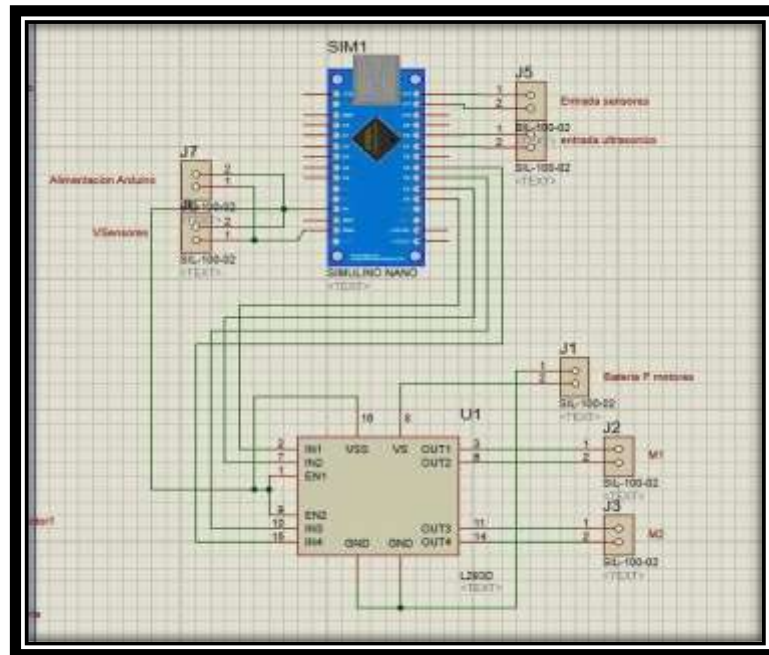 SIM1
J5
1
2
Entrada sensores
SIL-100-02
1
2
entrada ultrasonico
SIL-100-02
<TEXT>
J7
2
1
Alimentacion Arduino
2
1
VSensores
SIL-100-02
<TEXT>
SIMULINO NANO
<TEXT>
J1
1
2
Bateria P motores
SIL-100-02
<TEXT>
U1
16
8
2
IN1
VSS
VS
OUT1
3
7
IN2
OUT2
6
1
EN1
J2
1
2
M1
SIL-100-02
<TEXT>
9
EN2
10
IN3
OUT3
11
15
IN4
GND
GND
OUT4
14
J3
1
2
M2
SIL-100-02
<TEXT>
L293D
<TEXT>